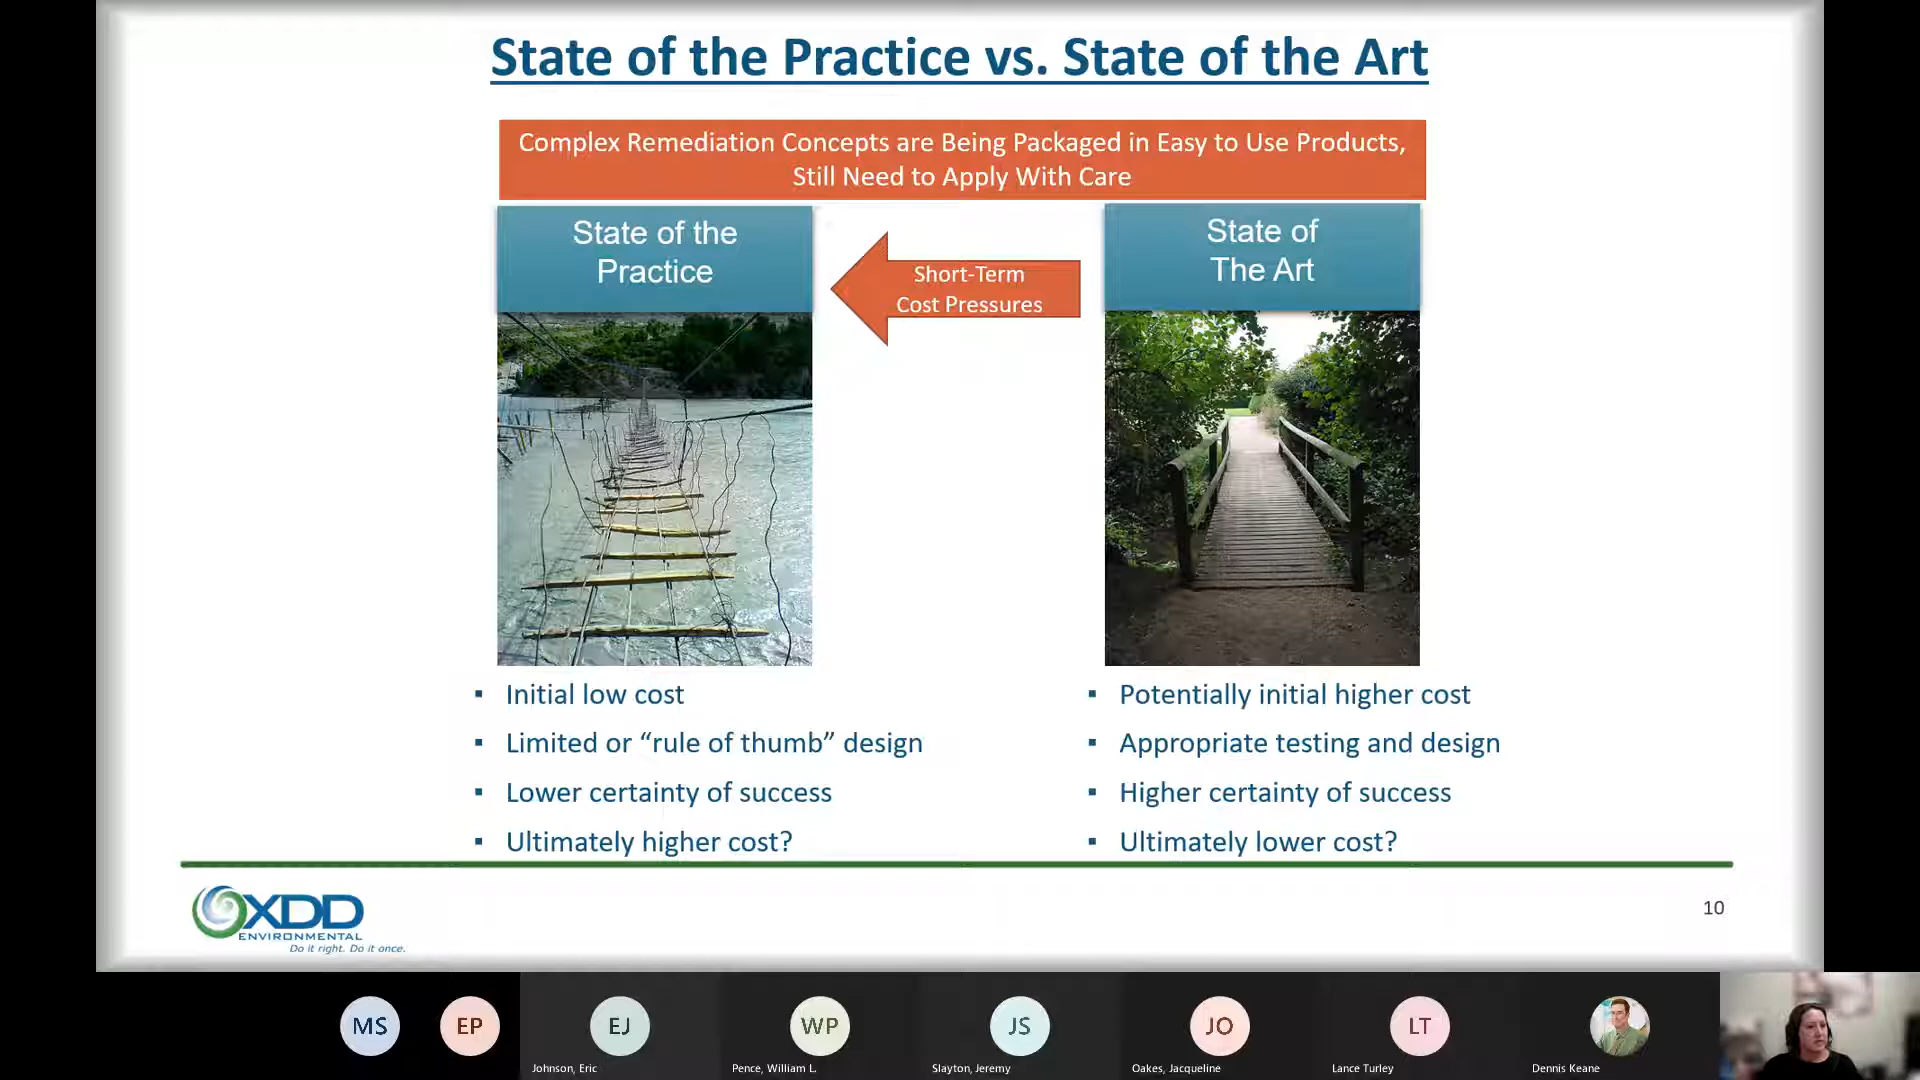 State of the Practice vs. State of the Art
Complex Remediation Concepts are Being Packaged in Easy to Use Products,
Still Need to Apply With Care
State of the
Practice
Short-Term
Cost Pressures
State of
The Art
▪ Initial low cost
▪ Limited or “rule of thumb” design
▪ Lower certainty of success
▪ Ultimately higher cost?
▪ Potentially initial higher cost
▪ Appropriate testing and design
▪ Higher certainty of success
▪ Ultimately lower cost?
XDD
ENVIRONMENTAL
Do it right. Do it once.
10
MS
EP
EJ
WP
JS
JO
LT
Johnson, Eric
Pence, William L.
Slayton, Jeremy
Oakes, Jacqueline
Lance Turley
Dennis Keane